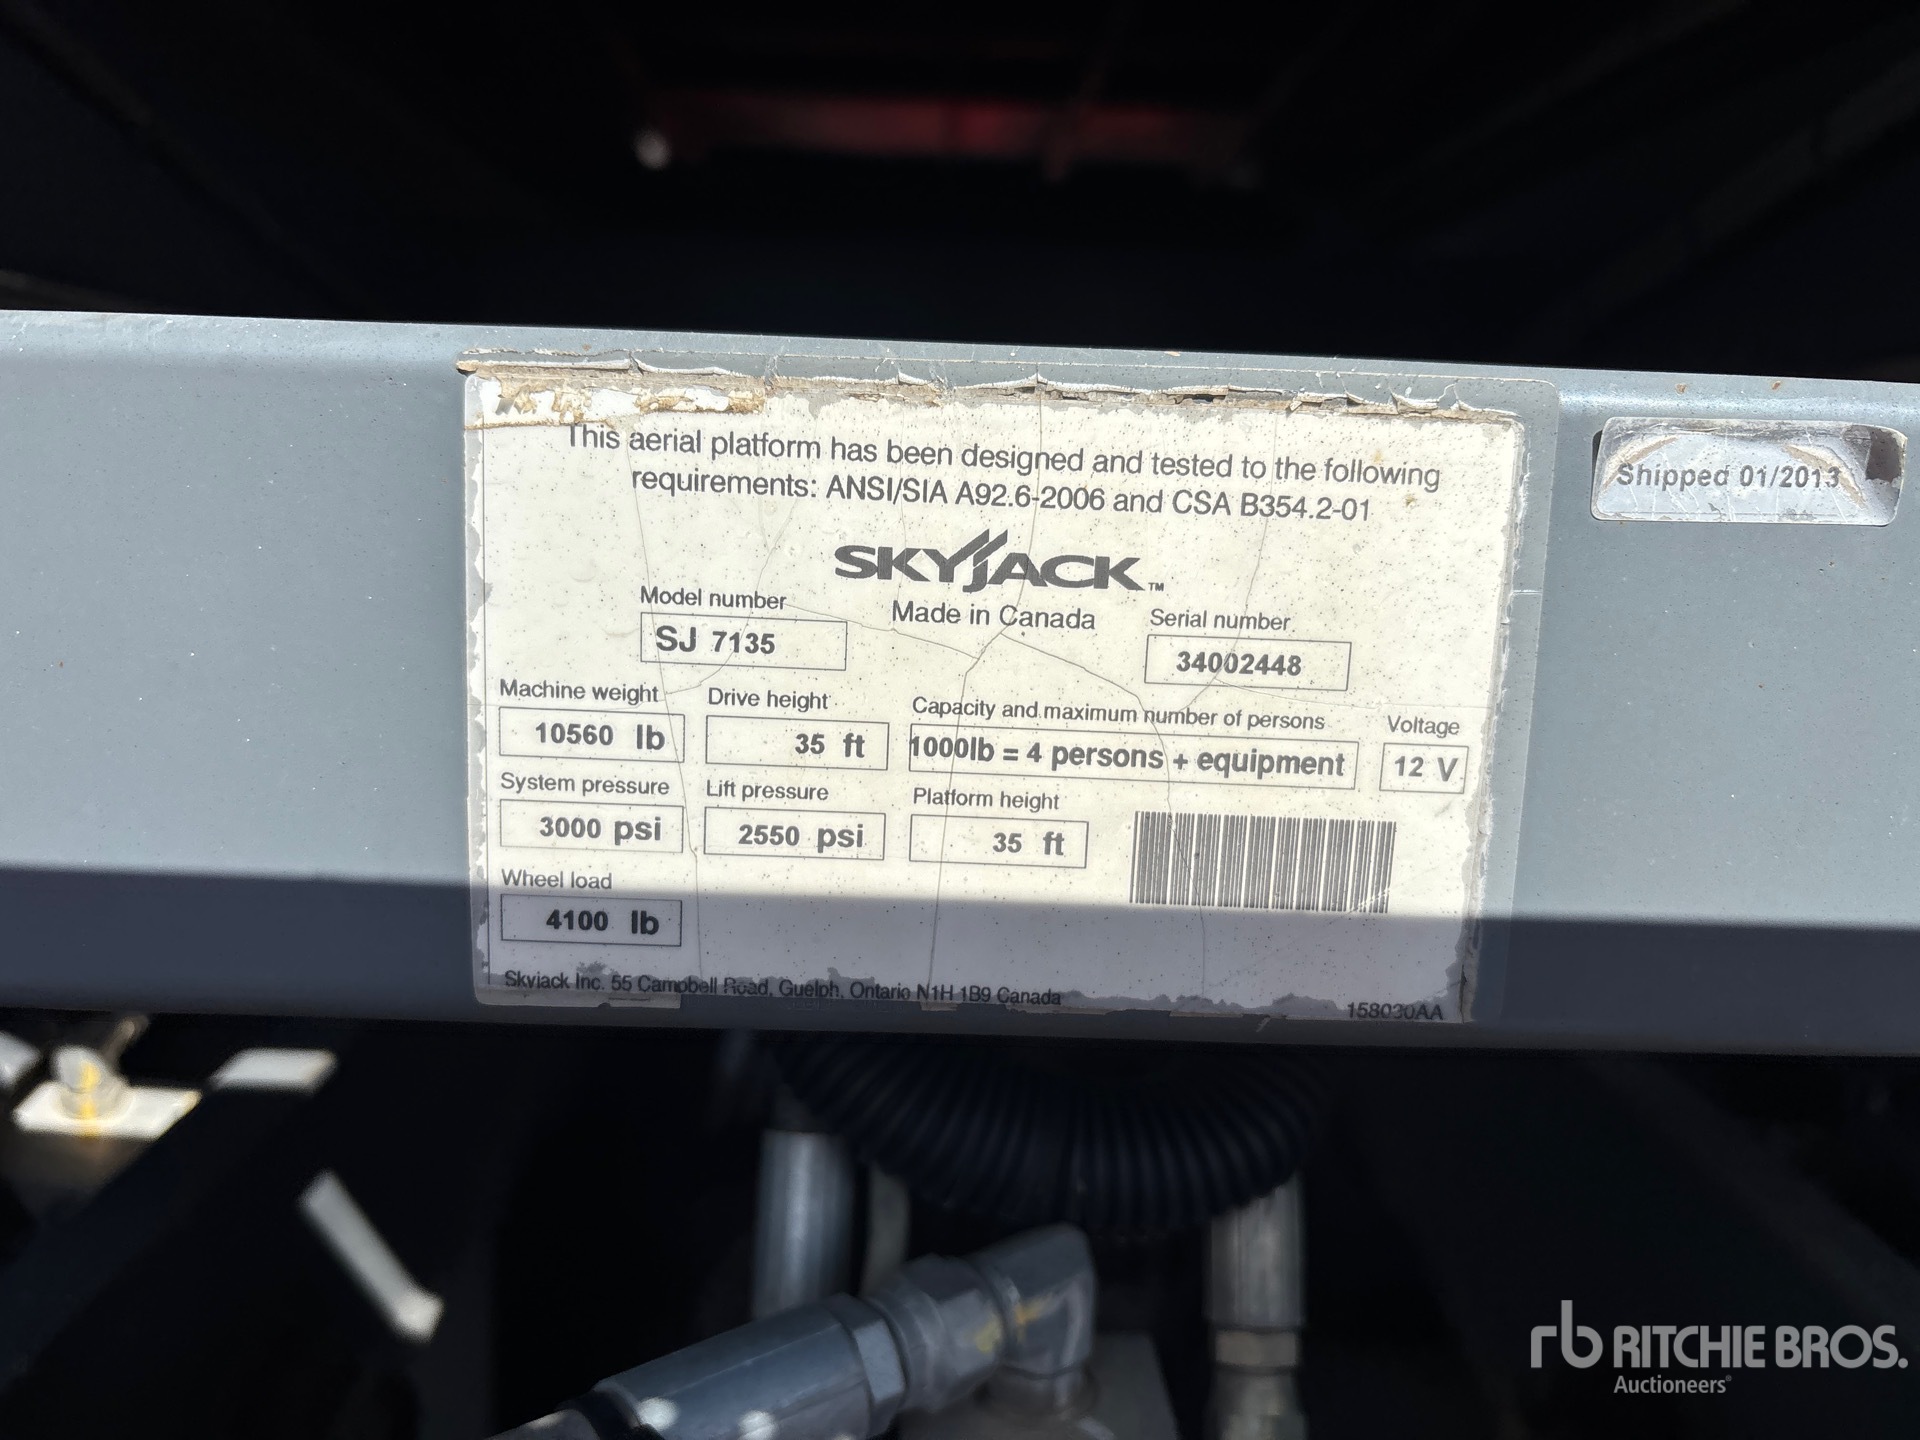 This aerial platform has been designed and tested to the following
requirements: ANSI/SIA A92.6-2006 and CSA B354.2-01
SKYJACK™
Made in Canada
Model number
SJ 7135
Serial number
34002448
Machine weight
10560 lb
Drive height
35 ft
Capacity and maximum number of persons
1000lb = 4 persons + equipment
Voltage
12 V
System pressure
3000 psi
Lift pressure
2550 psi
Platform height
35 ft
Wheel load
4100 lb
Skyjack Inc. 55 Campbell Road, Guelph, Ontario N1H 1B9 Canada
158030AA
Shipped 01/2013
rb RITCHIE BROS.
Auctioneers®